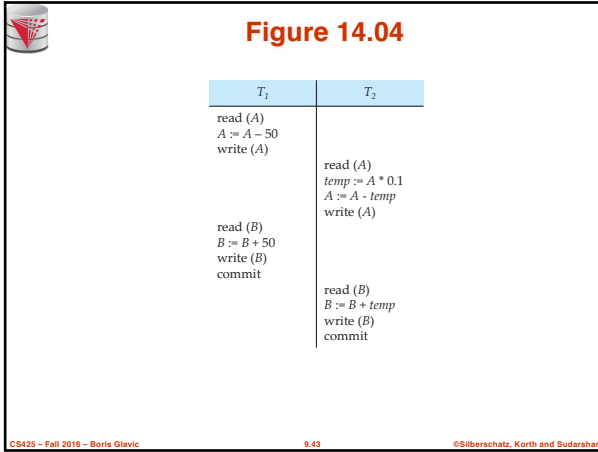 Figure 14.04
T1 T2
read (A)
A := A – 50
write (A)
read (A)
temp := A * 0.1
A := A - temp
write (A)
read (B)
B := B + 50
write (B)
commit
read (B)
B := B + temp
write (B)
commit
CS425 – Fall 2016 – Boris Glavic 9.43 ©Silberschatz, Korth and Sudarshan